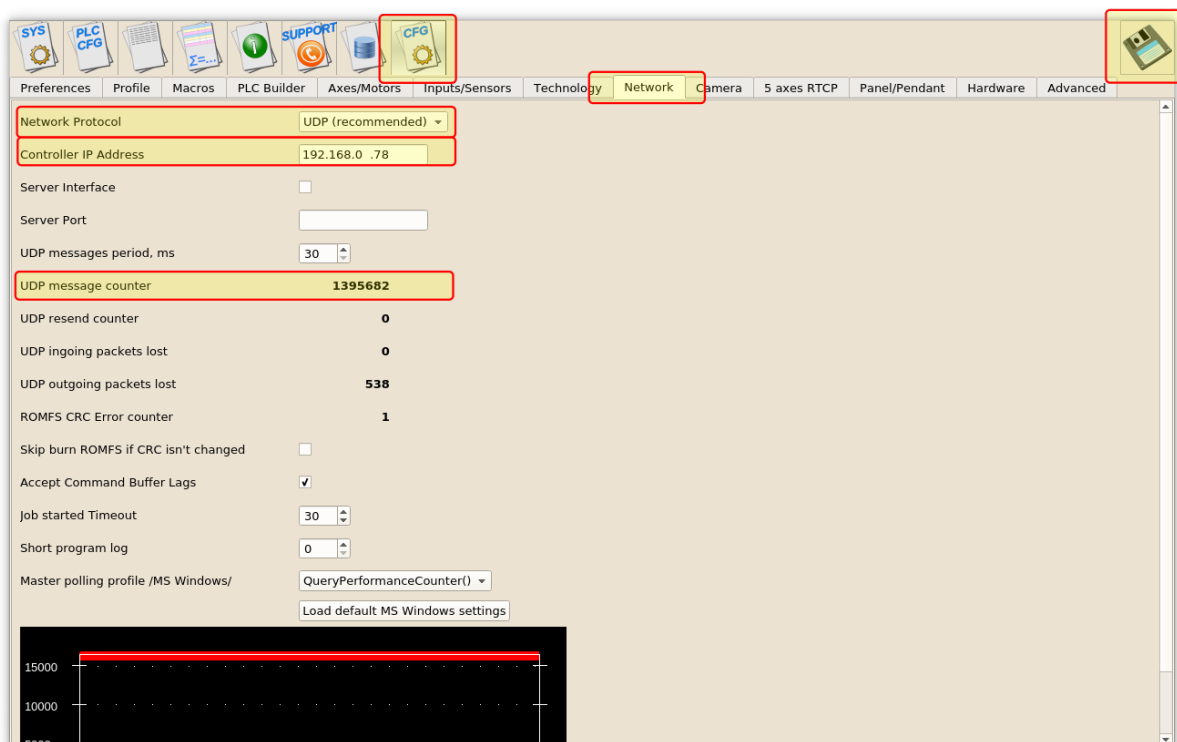 SYS
PLC
CFG
Σ=...
SUPPORT
CFG
Preferences Profile Macros PLC Builder Axes/Motors Inputs/Sensors Technology Network Camera 5 axes RTCP Panel/Pendant Hardware Advanced
Network Protocol UDP (recommended)
Controller IP Address 192.168.0 .78
Server Interface
Server Port
UDP messages period, ms 30
UDP message counter 1395682
UDP resend counter 0
UDP ingoing packets lost 0
UDP outgoing packets lost 538
ROMFS CRC Error counter 1
Skip burn ROMFS if CRC isn't changed
Accept Command Buffer Lags
Job started Timeout 30
Short program log 0
Master polling profile /MS Windows/ QueryPerformanceCounter()
Load default MS Windows settings
15000
10000